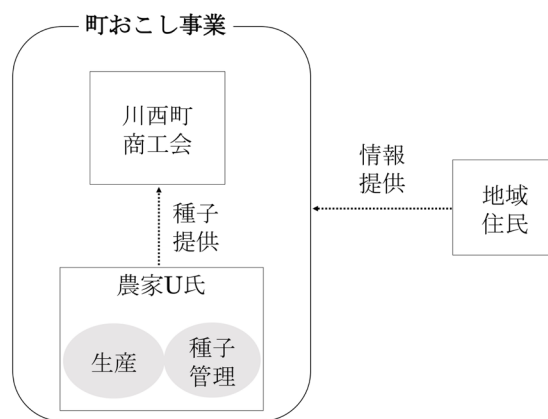 町おこし事業
川西町
商工会
種子
提供
農家U氏
生産
種子
管理
情報
提供
地域
住民